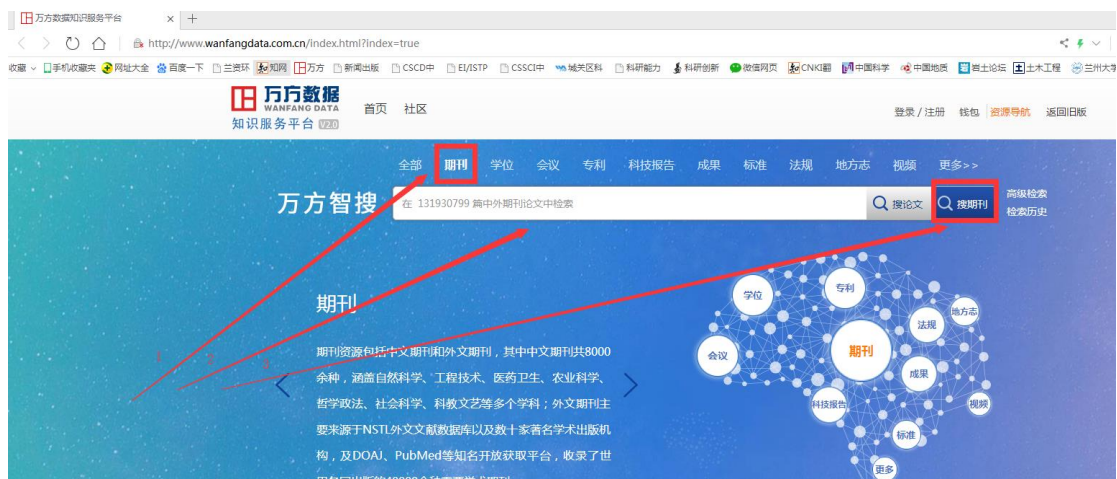 万方数据知识服务平台 × +
http://www.wanfangdata.com.cn/index.html?index=true
收藏 手机收藏夹 网址大全 百度一下 兰资环 知网 万方 新闻出版 CSCD中 EI/ISTP CSSCI中 城关区科 科研能力 科研创新 微信网页 CNKI翻 中国科学 中国地质 岩土论坛 土木工程 兰州大学
万方数据
WANFANG DATA
知识服务平台 V2.0
首页 社区
登录 / 注册 钱包 资源导航 返回旧版
全部 期刊 学位 会议 专利 科技报告 成果 标准 法规 地方志 视频 更多>>
万方智搜
在 131930799 篇中外期刊论文中检索
搜论文 搜期刊
高级检索
检索历史
期刊
1 2 3
期刊资源包括中文期刊和外文期刊，其中中文期刊共8000
余种，涵盖自然科学、工程技术、医药卫生、农业科学、
哲学政法、社会科学、科教文艺等多个学科；外文期刊主
要来源于NSTL外文文献数据库以及数十家著名学术出版机
构，及DOAJ、PubMed等知名开放获取平台，收录了世
学位
专利
地方志
法规
会议
期刊
成果
科技报告
视频
标准
更多